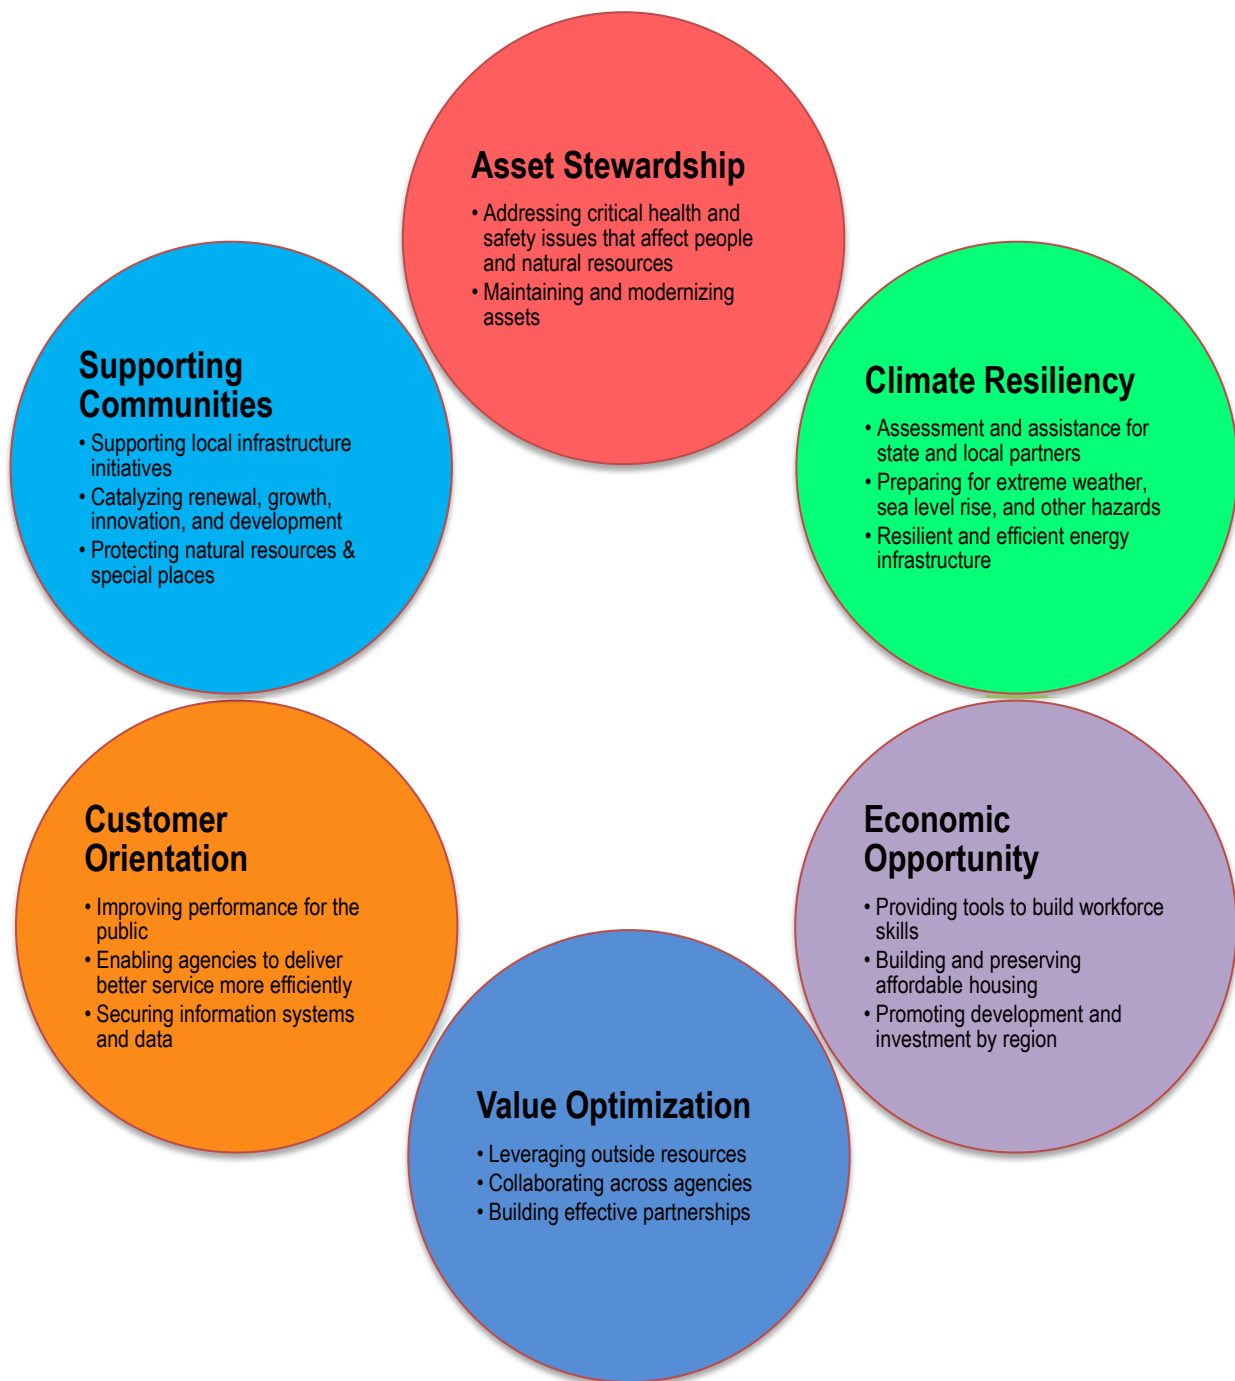 Asset Stewardship
• Addressing critical health and
safety issues that affect people
and natural resources
• Maintaining and modernizing
assets
Climate Resiliency
• Assessment and assistance for
state and local partners
• Preparing for extreme weather,
sea level rise, and other hazards
• Resilient and efficient energy
infrastructure
Economic
Opportunity
• Providing tools to build workforce
skills
• Building and preserving
affordable housing
• Promoting development and
investment by region
Value Optimization
• Leveraging outside resources
• Collaborating across agencies
• Building effective partnerships
Customer
Orientation
• Improving performance for the
public
• Enabling agencies to deliver
better service more efficiently
• Securing information systems
and data
Supporting
Communities
• Supporting local infrastructure
initiatives
• Catalyzing renewal, growth,
innovation, and development
• Protecting natural resources &
special places